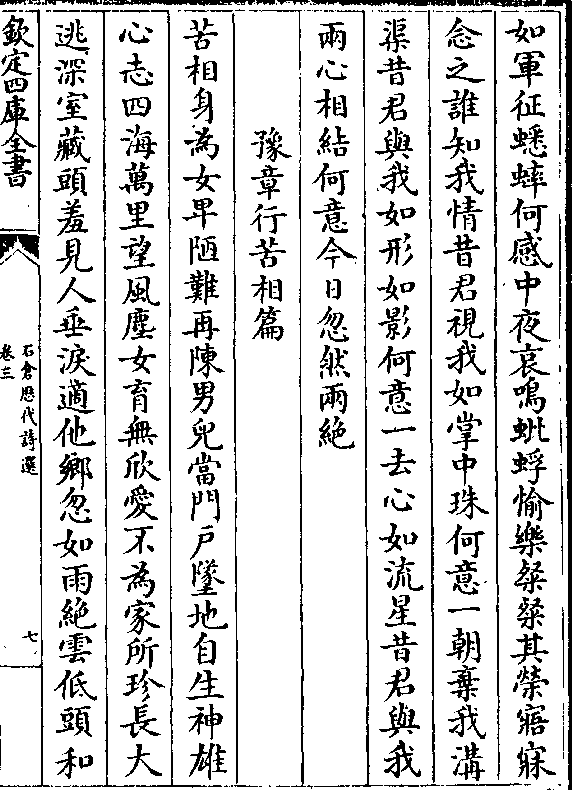 如軍征蟋蟀何感中夜哀鳴蚍蜉愉樂粲粲其榮寤寐
念之誰知我情昔君視我如掌中珠何意一朝棄我溝
渠昔君與我如形如影何意一去心如流星昔君與我
兩心相結何意今日忽然兩絶
豫章行苦相篇
苦相身為女卑陋難再陳男兒當門戶墜地自生神雄
心志四海萬里望風塵女育無欣愛不為家所珍長大
逃深室藏頭羞見人垂淚適他鄉忽如雨絶雲低頭和
欽定四庫全書
石倉歴代詩選
卷三
七